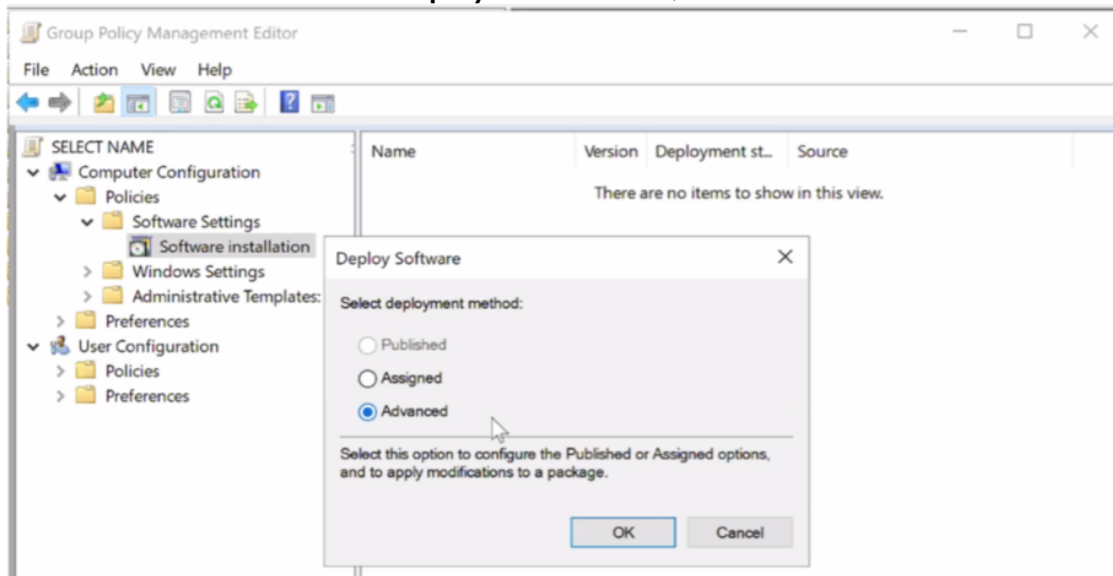 Group Policy Management Editor
File Action View Help
SELECT NAME
Computer Configuration
Policies
Software Settings
Software installation
Windows Settings
Administrative Templates:
Preferences
User Configuration
Policies
Preferences
Name Version Deployment st... Source
There are no items to show in this view.
Deploy Software
Select deployment method:
Published
Assigned
Advanced
Select this option to configure the Published or Assigned options,
and to apply modifications to a package.
OK Cancel